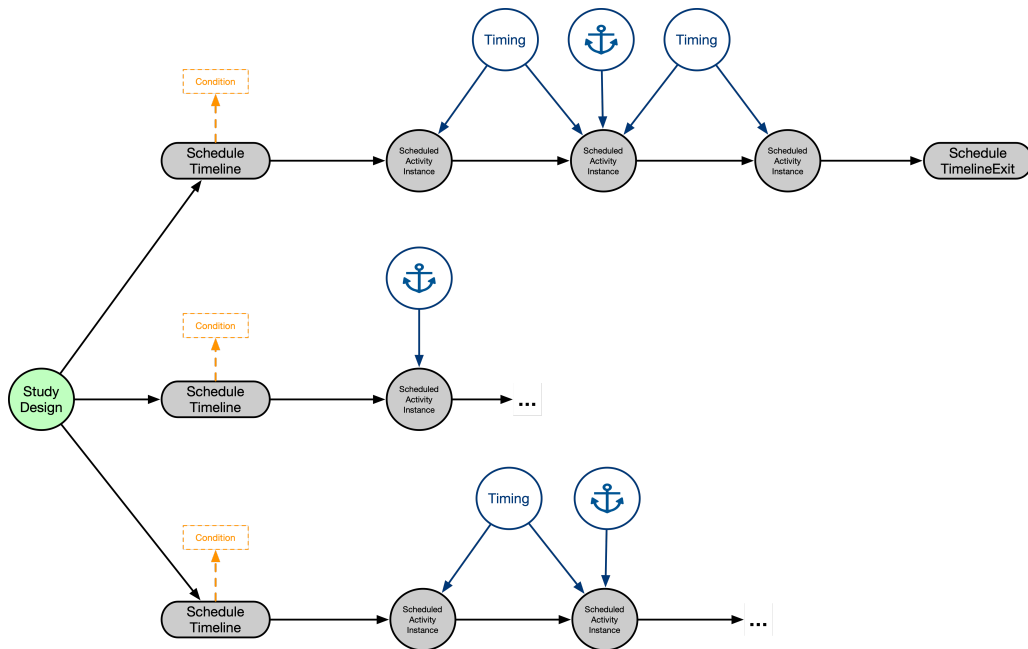 Timing
Timing
Condition
Schedule
Timeline
Scheduled
Activity
Instance
Scheduled
Activity
Instance
Scheduled
Activity
Instance
Schedule
TimelineExit
Condition
Study
Design
Schedule
Timeline
Scheduled
Activity
Instance
...
Timing
Condition
Schedule
Timeline
Scheduled
Activity
Instance
Scheduled
Activity
Instance
...